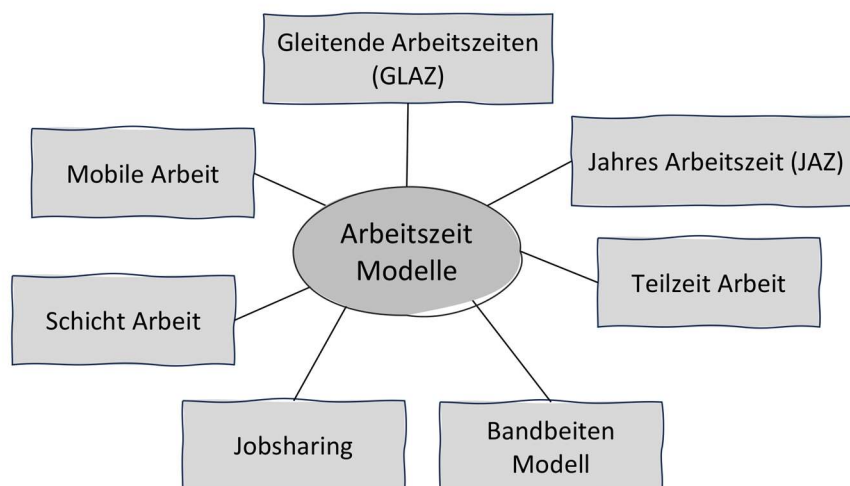 Gleitende Arbeitszeiten
(GLAZ)
Mobile Arbeit
Jahres Arbeitszeit (JAZ)
Arbeitszeit
Modelle
Teilzeit Arbeit
Schicht Arbeit
Jobsharing
Bandbeiten
Modell